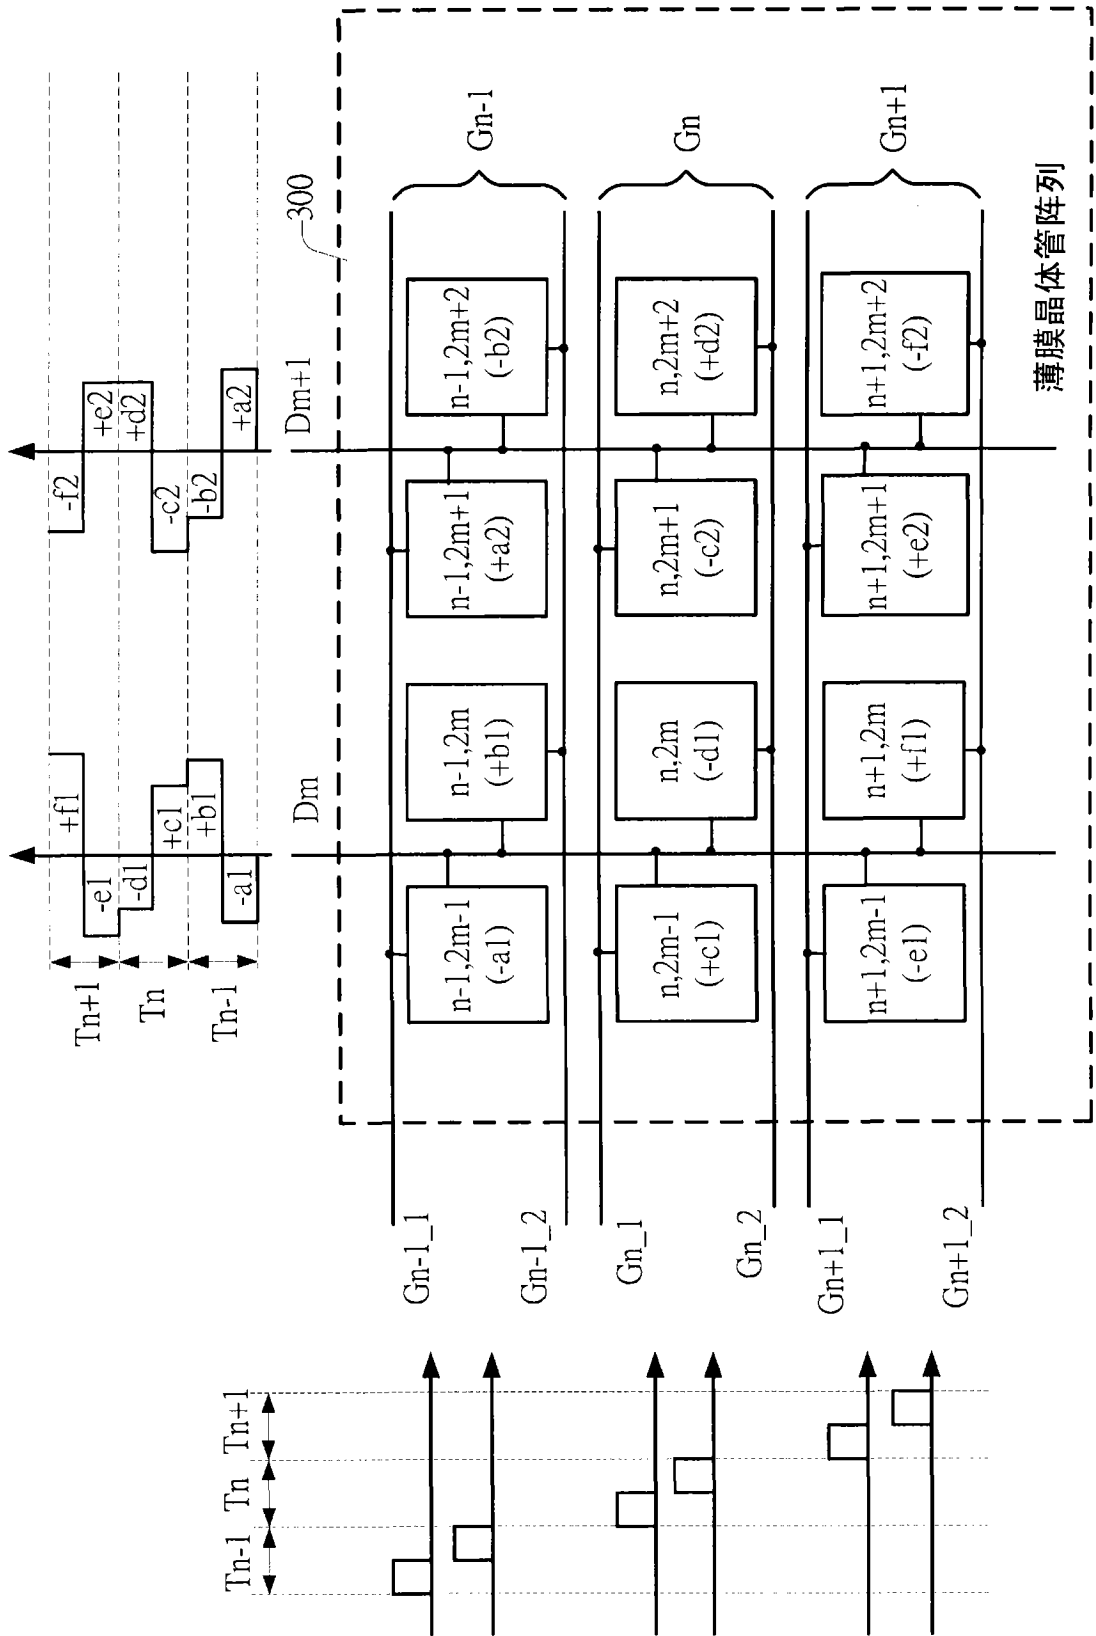 Tn-1
Tn
Tn+1
Gn-1_1
Gn-1_2
Gn_1
Gn_2
Gn+1_1
Gn+1_2
Tn+1
Tn
Tn-1
-a1
+b1
+c1
-d1
-e1
+f1
Dm
+a2
-b2
-c2
+d2
+e2
-f2
Dm+1
300
n-1,2m-1
(-a1)
n-1,2m
(+b1)
n-1,2m+1
(+a2)
n-1,2m+2
(-b2)
Gn-1
n,2m-1
(+c1)
n,2m
(-d1)
n,2m+1
(-c2)
n,2m+2
(+d2)
Gn
n+1,2m-1
(-e1)
n+1,2m
(+f1)
n+1,2m+1
(+e2)
n+1,2m+2
(-f2)
Gn+1
薄膜晶体管阵列